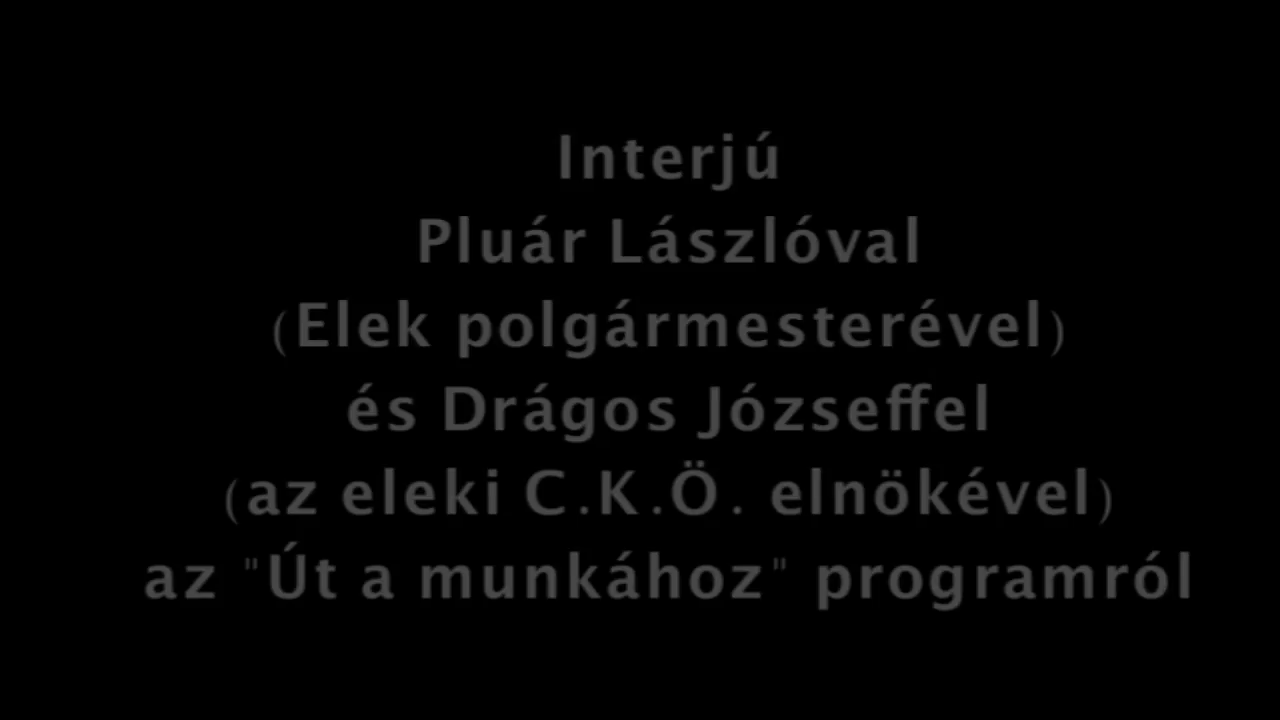 Interjú
Pluár Lászlóval
(Elek polgármesterével)
és Drágos Józseffel
(az eleki C.K.Ö. elnökével)
az "Út a munkához" programról